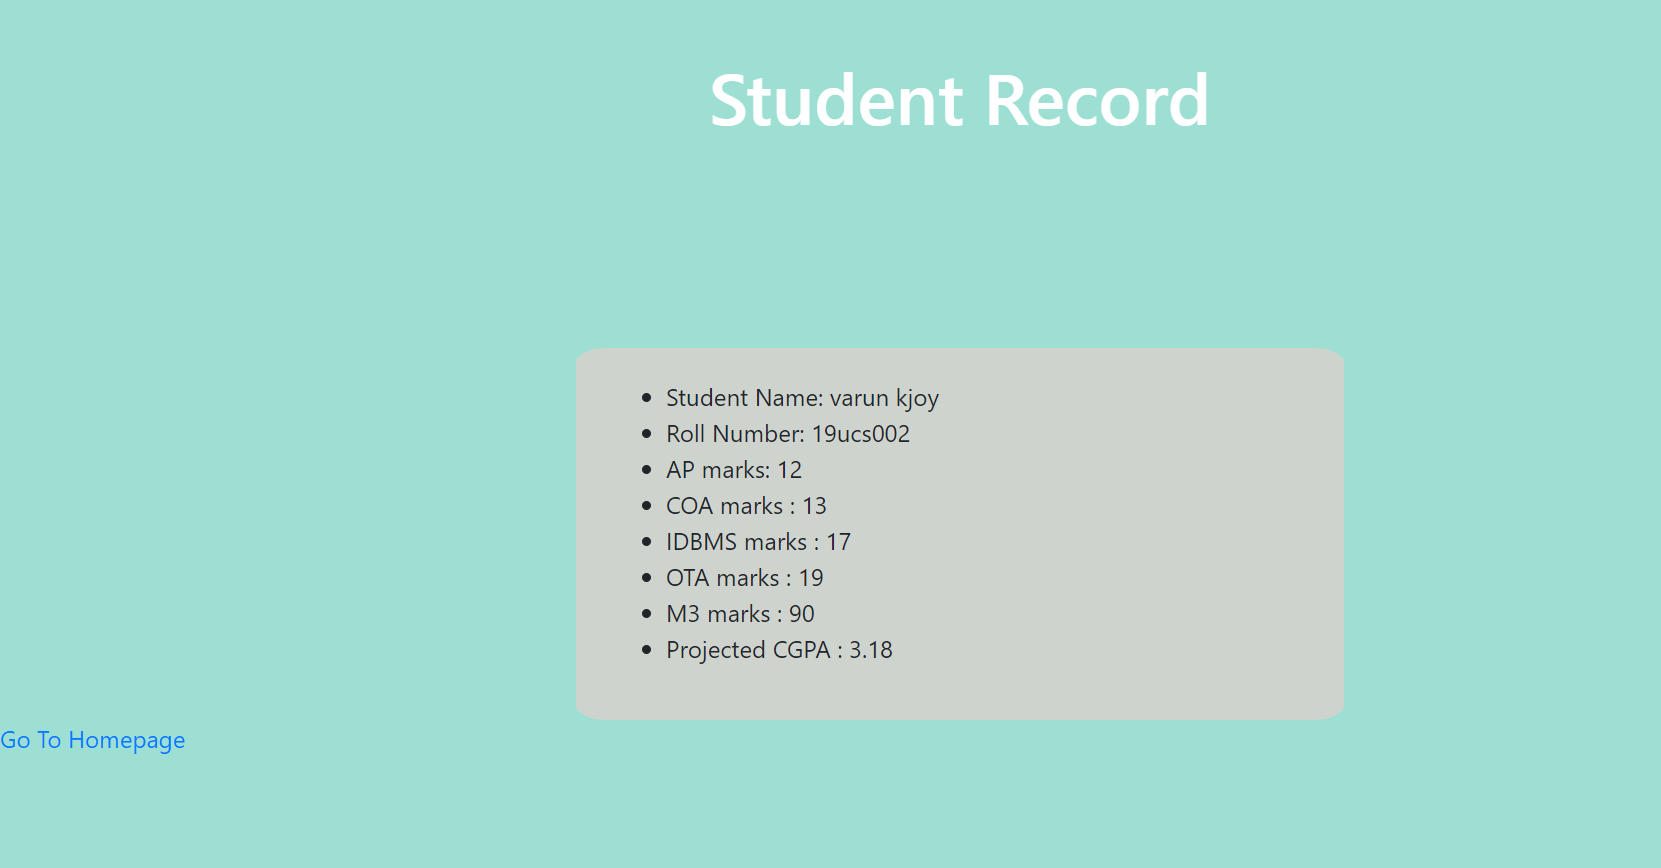 Student Record
Student Name: varun kjoy
Roll Number: 19ucs002
AP marks: 12
COA marks : 13
IDBMS marks : 17
OTA marks : 19
M3 marks : 90
Projected CGPA : 3.18
Go To Homepage